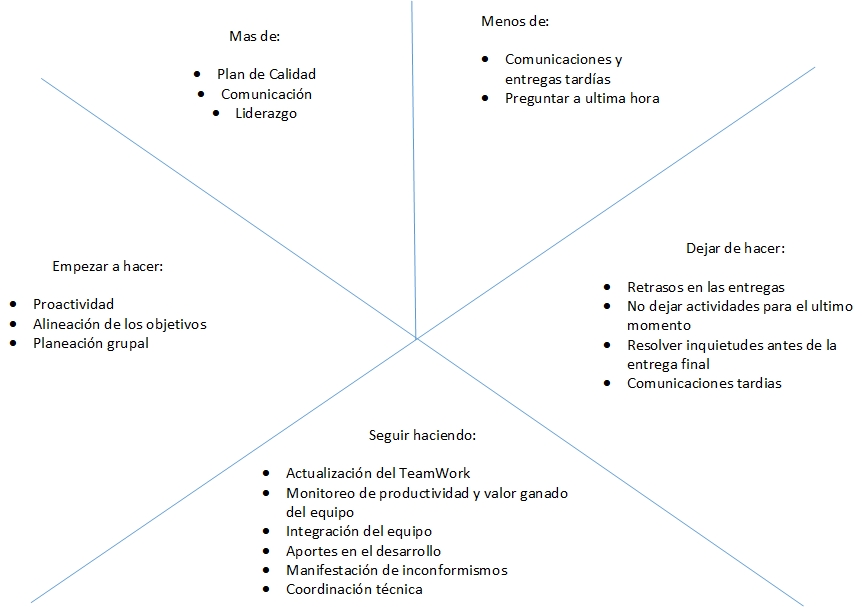 Mas de:
• Plan de Calidad
• Comunicación
• Liderazgo
Menos de:
• Comunicaciones y
entregas tardías
• Preguntar a ultima hora
Empezar a hacer:
• Proactividad
• Alineación de los objetivos
• Planeación grupal
Dejar de hacer:
• Retrasos en las entregas
• No dejar actividades para el ultimo
momento
• Resolver inquietudes antes de la
entrega final
• Comunicaciones tardias
Seguir haciendo:
• Actualización del TeamWork
• Monitoreo de productividad y valor ganado
del equipo
• Integración del equipo
• Aportes en el desarrollo
• Manifestación de inconformismos
• Coordinación técnica